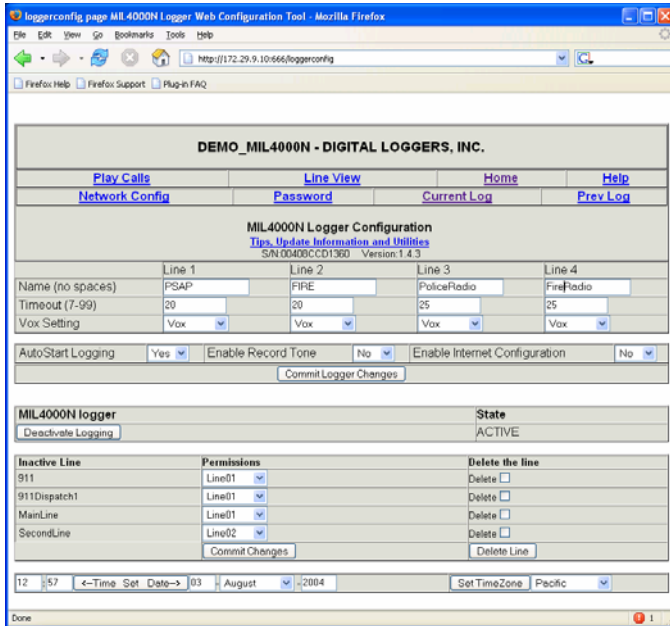 loggerconfig page MIL4000N Logger Web Configuration Tool - Mozilla Firefox
File Edit View Go Bookmarks Tools Help
http://172.29.9.10:666/loggerconfig
Firefox Help Firefox Support Plug-in FAQ
DEMO_MIL4000N - DIGITAL LOGGERS, INC.
Play Calls Line View Home Help
Network Config Password Current Log Prev Log
MIL4000N Logger Configuration
Tips, Update Information and Utilities
S/N:00408CCD1360 Version:1.4.3
Line 1 Line 2 Line 3 Line 4
Name (no spaces) PSAP FIRE PoliceRadio FireRadio
Timeout (7-99) 20 20 25 25
Vox Setting Vox Vox Vox Vox
AutoStart Logging Yes Enable Record Tone No Enable Internet Configuration No
Commit Logger Changes
MIL4000N logger State
Deactivate Logging ACTIVE
Inactive Line Permissions Delete the line
911 Line01 Delete
911Dispatch1 Line01 Delete
MainLine Line01 Delete
SecondLine Line02 Delete
Commit Changes Delete Line
12 : 57 <--Time Set Date--> 03 - August - 2004 Set TimeZone Pacific
Done 1